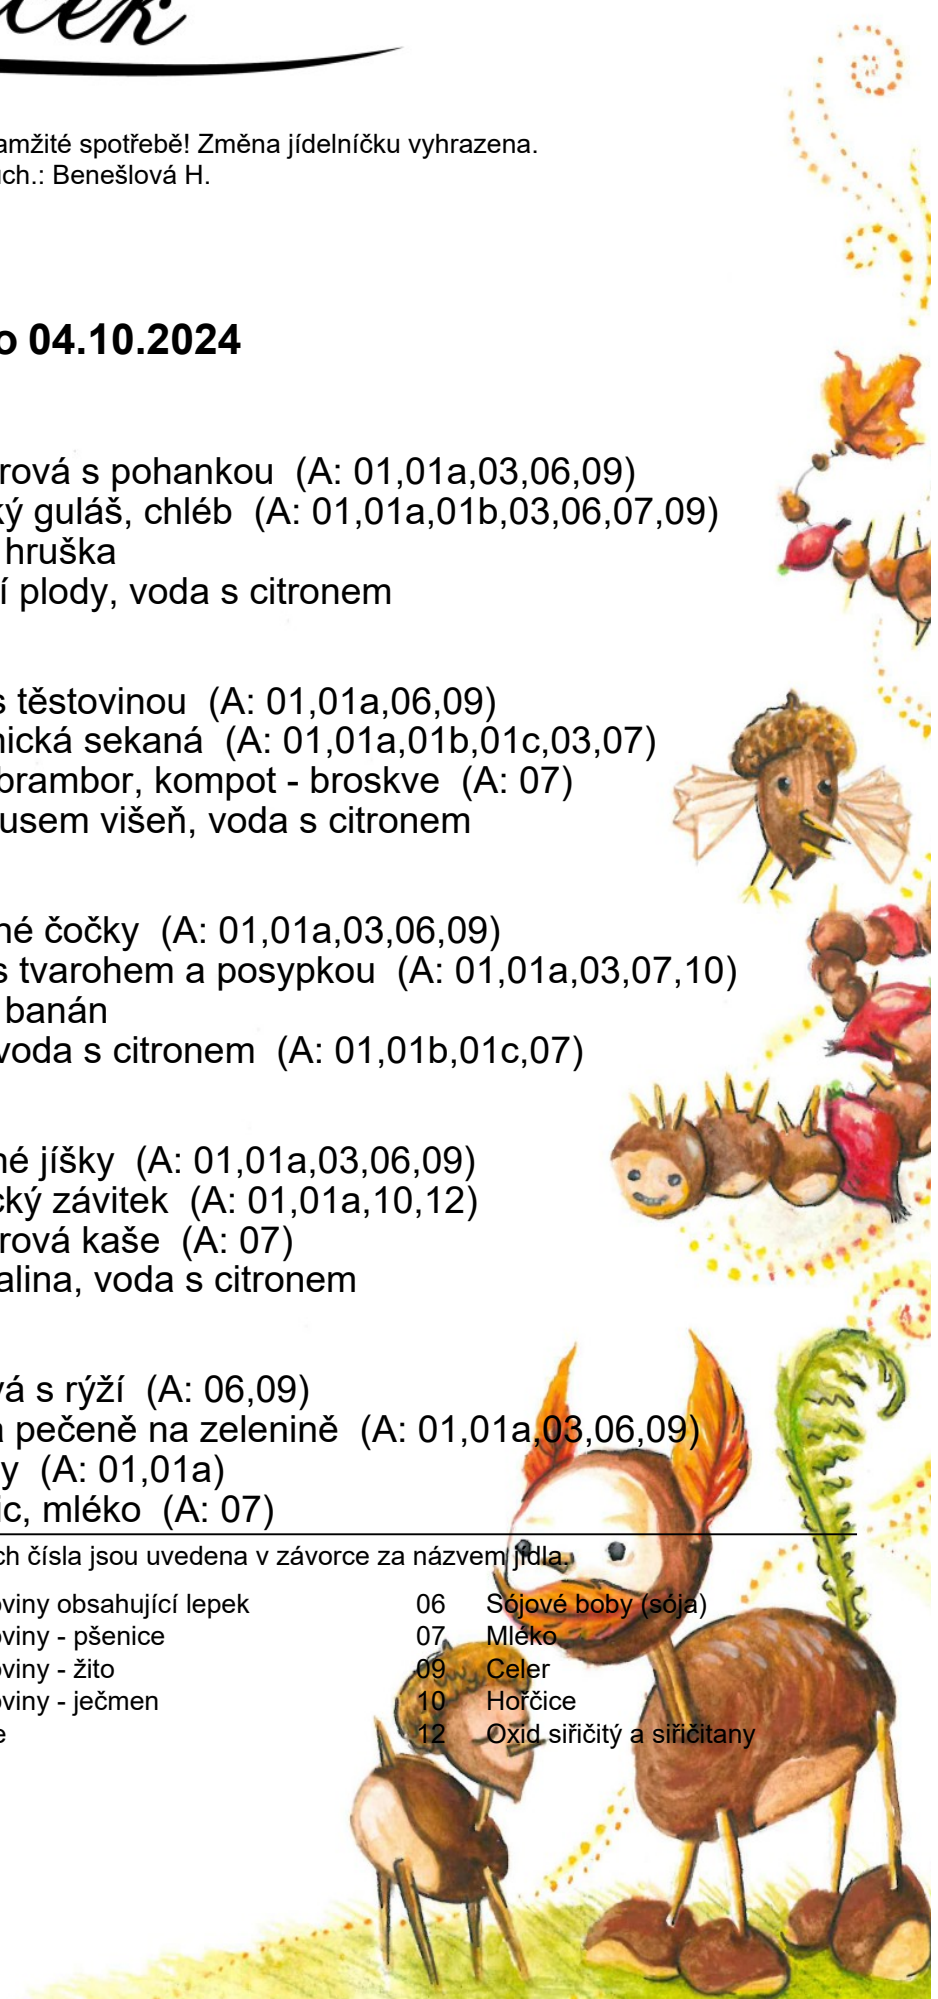 amžité spotřebě! Změna jídelníčku vyhrazena.
ch.: Benešlová H.
o 04.10.2024
rová s pohankou (A: 01,01a,03,06,09)
ý guláš, chléb (A: 01,01a,01b,03,06,07,09)
hruška
í plody, voda s citronem
s těstovinou (A: 01,01a,06,09)
nická sekaná (A: 01,01a,01b,01c,03,07)
brambor, kompot - broskve (A: 07)
usem višeň, voda s citronem
né čočky (A: 01,01a,03,06,09)
s tvarohem a posypkou (A: 01,01a,03,07,10)
banán
voda s citronem (A: 01,01b,01c,07)
né jíšky (A: 01,01a,03,06,09)
cký závitek (A: 01,01a,10,12)
rová kaše (A: 07)
alina, voda s citronem
vá s rýží (A: 06,09)
a pečeně na zelenině (A: 01,01a,03,06,09)
y (A: 01,01a)
ic, mléko (A: 07)
ch čísla jsou uvedena v závorce za názvem jídla.
oviny obsahující lepek 06 Sójové boby (sója)
oviny - pšenice 07 Mléko
oviny - žito 09 Celer
oviny - ječmen 10 Hořčice
e 12 Oxid siřičitý a siřičitany